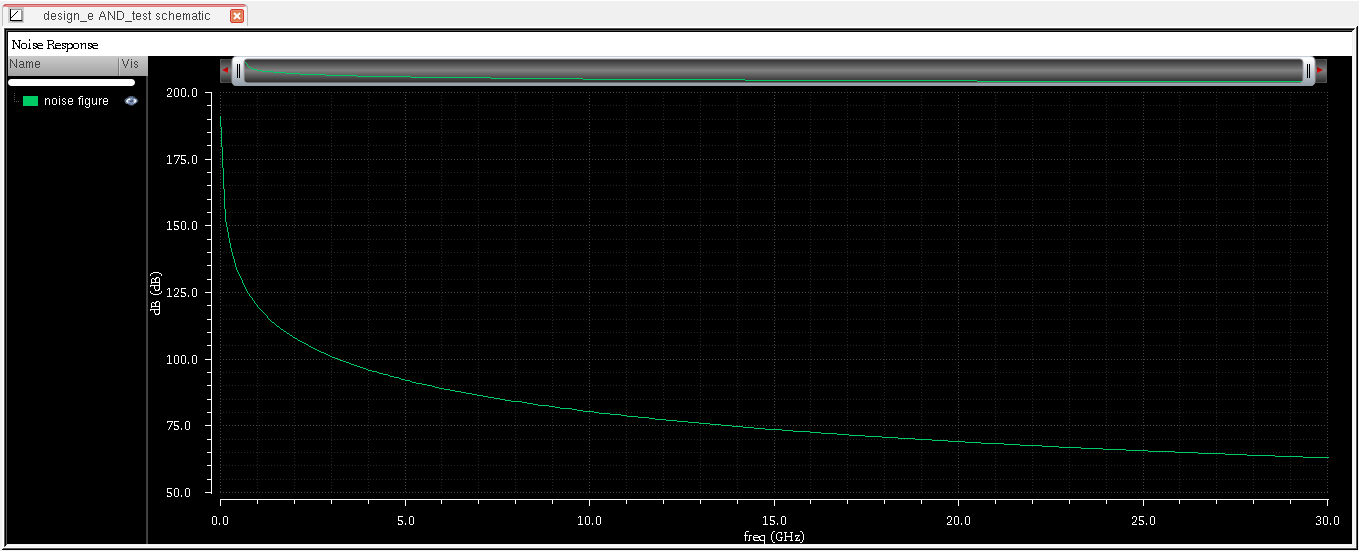 design_e AND_test schematic
Noise Response
Name Vis
noise figure
200.0
175.0
150.0
125.0
100.0
75.0
50.0
dB (dB)
0.0 5.0 10.0 15.0 20.0 25.0 30.0
freq (GHz)